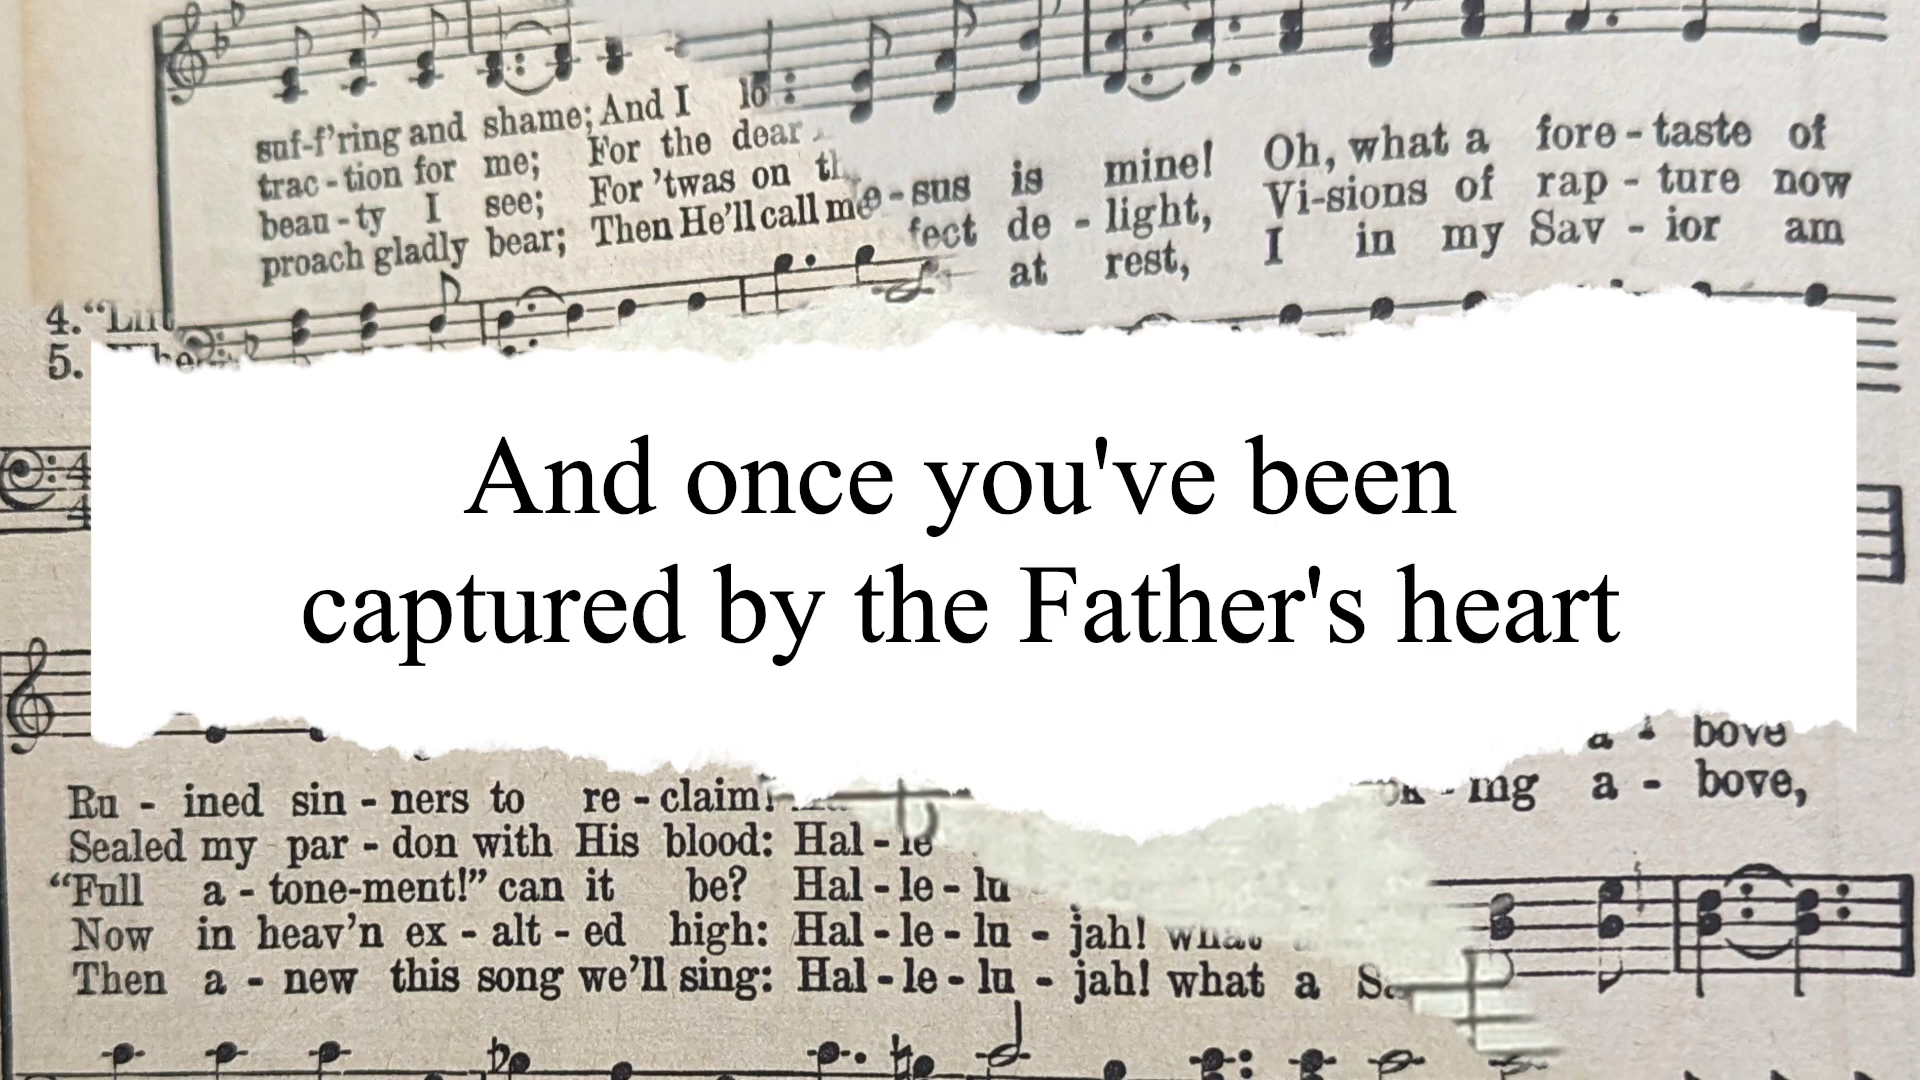 suf-f'ring and shame; And I
trac-tion for me; For the dear
beau-ty I see; For 'twas on
proach gladly bear; Then He'll call me
is mine! Oh, what a fore-taste of
fect de-light, Vi-sions of rap-ture now
at rest, I in my Sav-ior am
4.
5.
And once you've been
captured by the Father's heart
a - bove
a - bove,
Ru - ined sin - ners to re - claim!
Sealed my par - don with His blood: Hal - le
“Full a - tone-ment!” can it be? Hal - le - lu
Now in heav'n ex - alt - ed high: Hal - le - lu - jah! what
Then a - new this song we'll sing: Hal - le - lu - jah! what a